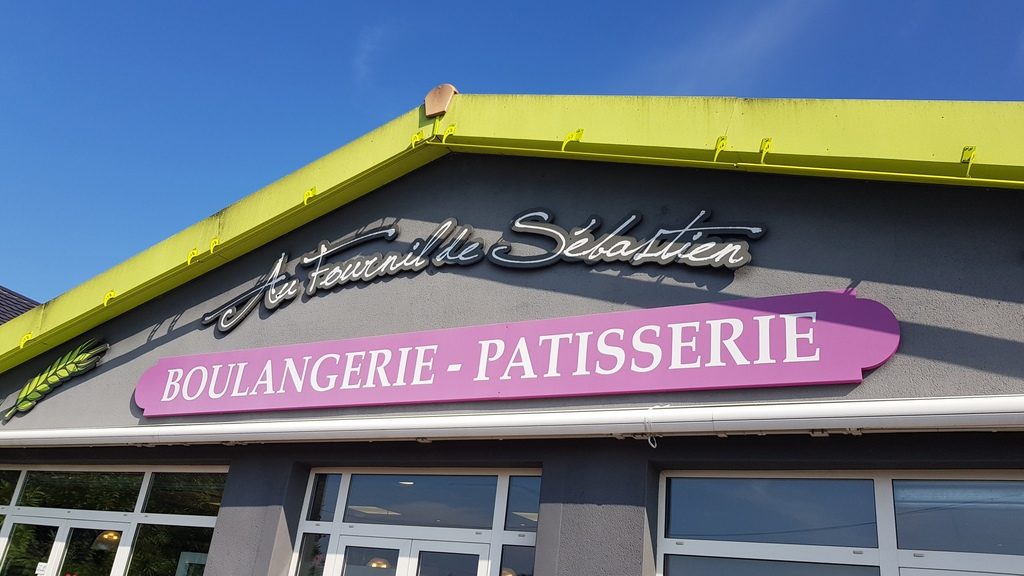 Au Fournil de Sébastien
BOULANGERIE - PATISSERIE